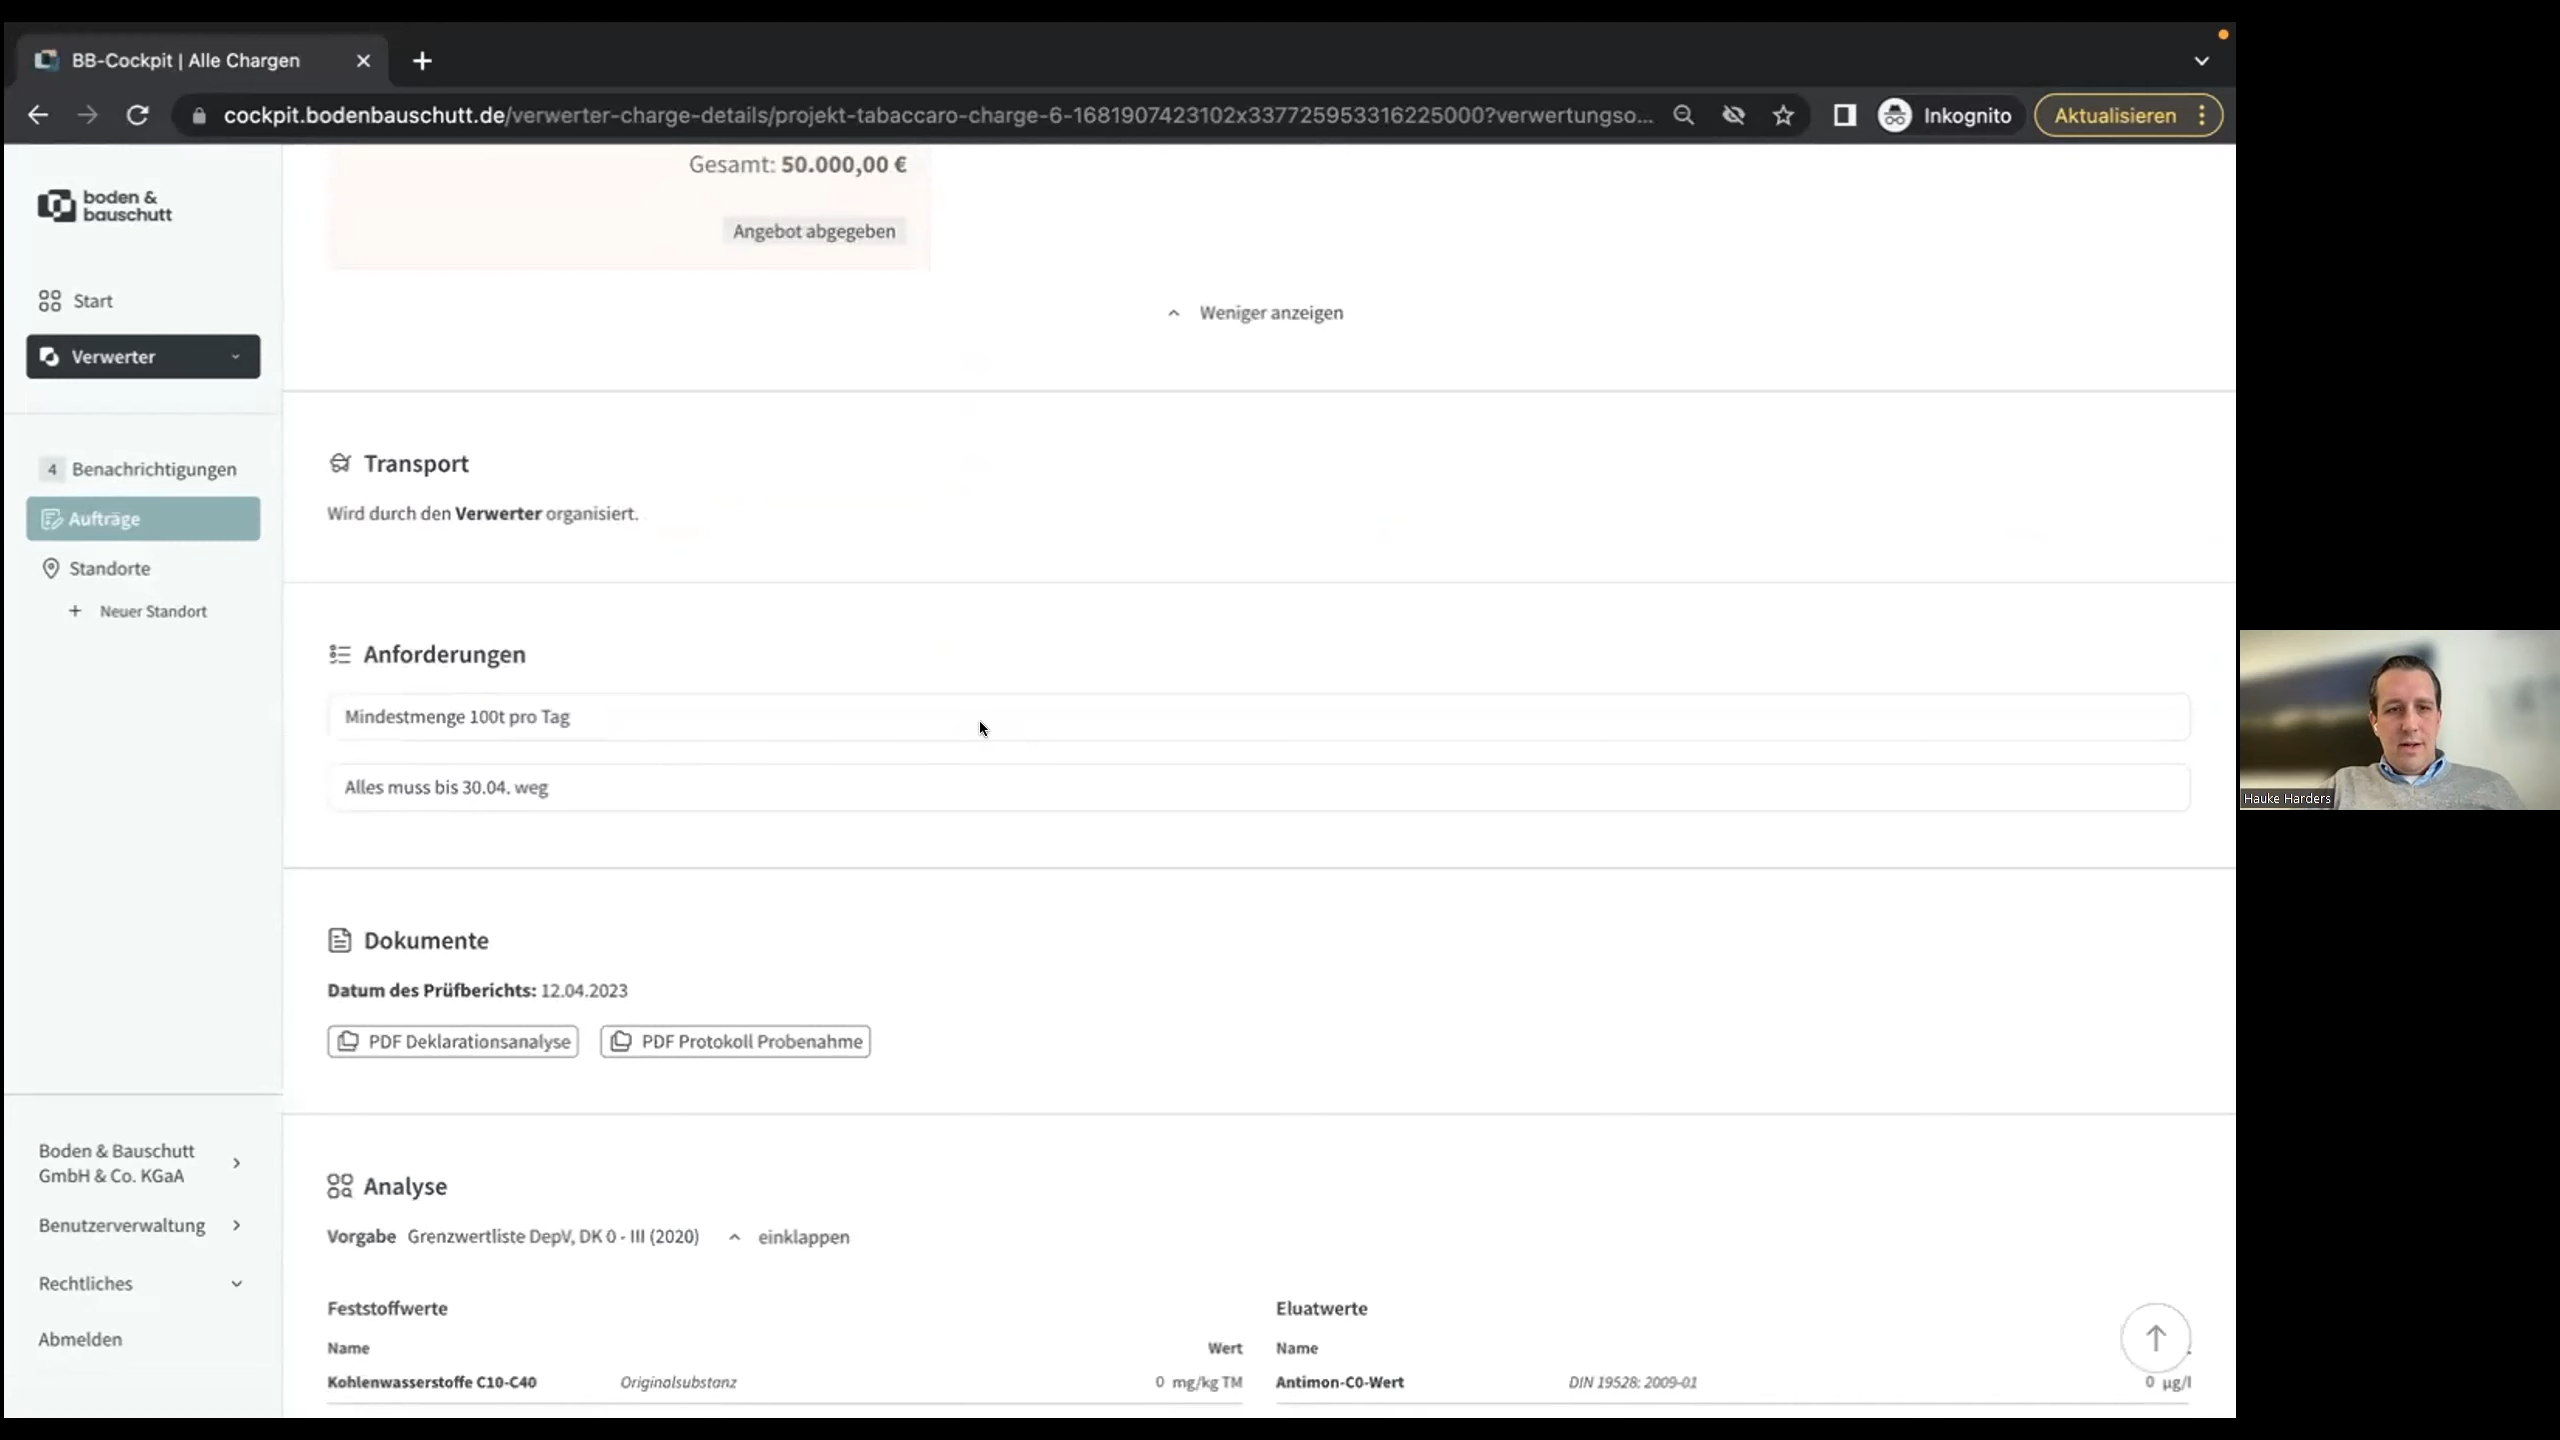 BB-Cockpit | Alle Chargen
cockpit.bodenbauschutt.de/verwerter-charge-details/projekt-tabaccaro-charge-6-1681907423102x337725953316225000?verwertungso...
Inkognito
Aktualisieren
boden &
bauschutt
Start
Verwerter
4 Benachrichtigungen
Aufträge
Standorte
+ Neuer Standort
Boden & Bauschutt
GmbH & Co. KGaA
Benutzerverwaltung
Rechtliches
Abmelden
Gesamt: 50.000,00 €
Angebot abgegeben
Weniger anzeigen
Transport
Wird durch den Verwerter organisiert.
Anforderungen
Mindestmenge 100t pro Tag
Alles muss bis 30.04. weg
Dokumente
Datum des Prüfberichts: 12.04.2023
PDF Deklarationsanalyse PDF Protokoll Probenahme
Analyse
Vorgabe Grenzwertliste DepV, DK 0 - III (2020) einklappen
Feststoffwerte
Name Wert
Kohlenwasserstoffe C10-C40 Originalsubstanz 0 mg/kg TM
Eluatwerte
Name
Antimon-C0-Wert DIN 19528: 2009-01 0 µg/l
Hauke Harders